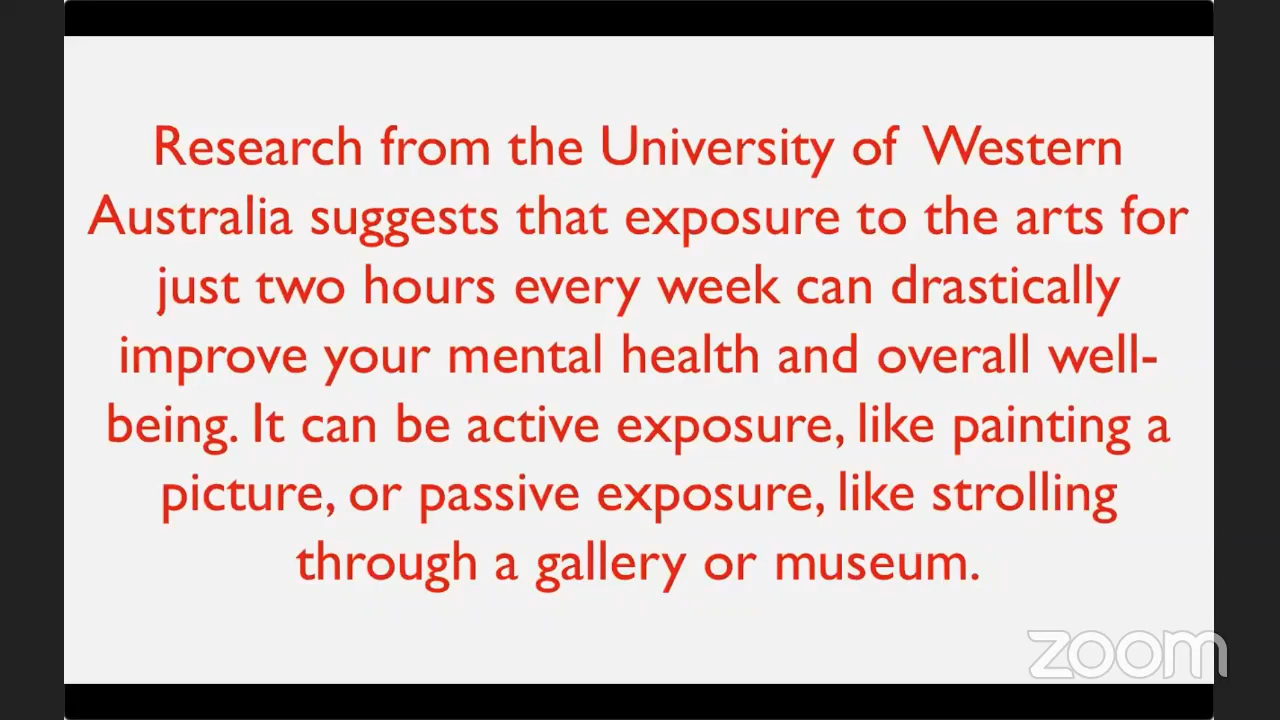 Research from the University of Western
Australia suggests that exposure to the arts for
just two hours every week can drastically
improve your mental health and overall well-
being. It can be active exposure, like painting a
picture, or passive exposure, like strolling
through a gallery or museum.
zoom